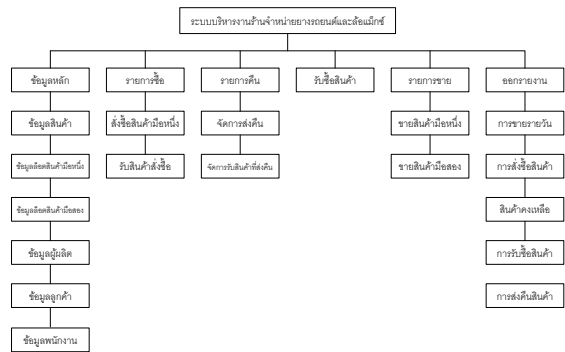 ระบบบริหารงานร้านจำหน่ายยางรถยนต์และล้อแม็กซ์
ข้อมูลหลัก
รายการซื้อ
รายการคืน
รับซื้อสินค้า
รายการขาย
ออกรายงาน
ข้อมูลสินค้า
สั่งซื้อสินค้ามือหนึ่ง
จัดการส่งคืน
ขายสินค้ามือหนึ่ง
การขายรายวัน
ข้อมูลล๊อตสินค้ามือหนึ่ง
รับสินค้าสั่งซื้อ
จัดการรับสินค้าที่ส่งคืน
ขายสินค้ามือสอง
การสั่งซื้อสินค้า
ข้อมูลล๊อตสินค้ามือสอง
สินค้าคงเหลือ
ข้อมูลผู้ผลิต
การรับซื้อสินค้า
ข้อมูลลูกค้า
การส่งคืนสินค้า
ข้อมูลพนักงาน